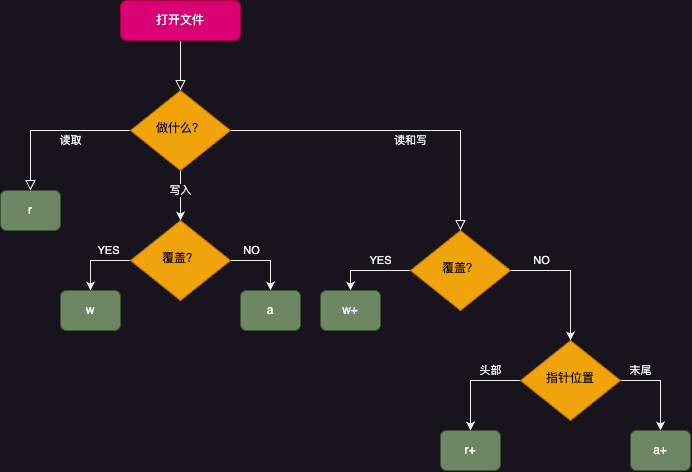 打开文件
做什么?
读取
读和写
写入
r
覆盖?
YES
NO
覆盖?
YES
NO
w
a
w+
指针位置
头部
末尾
r+
a+